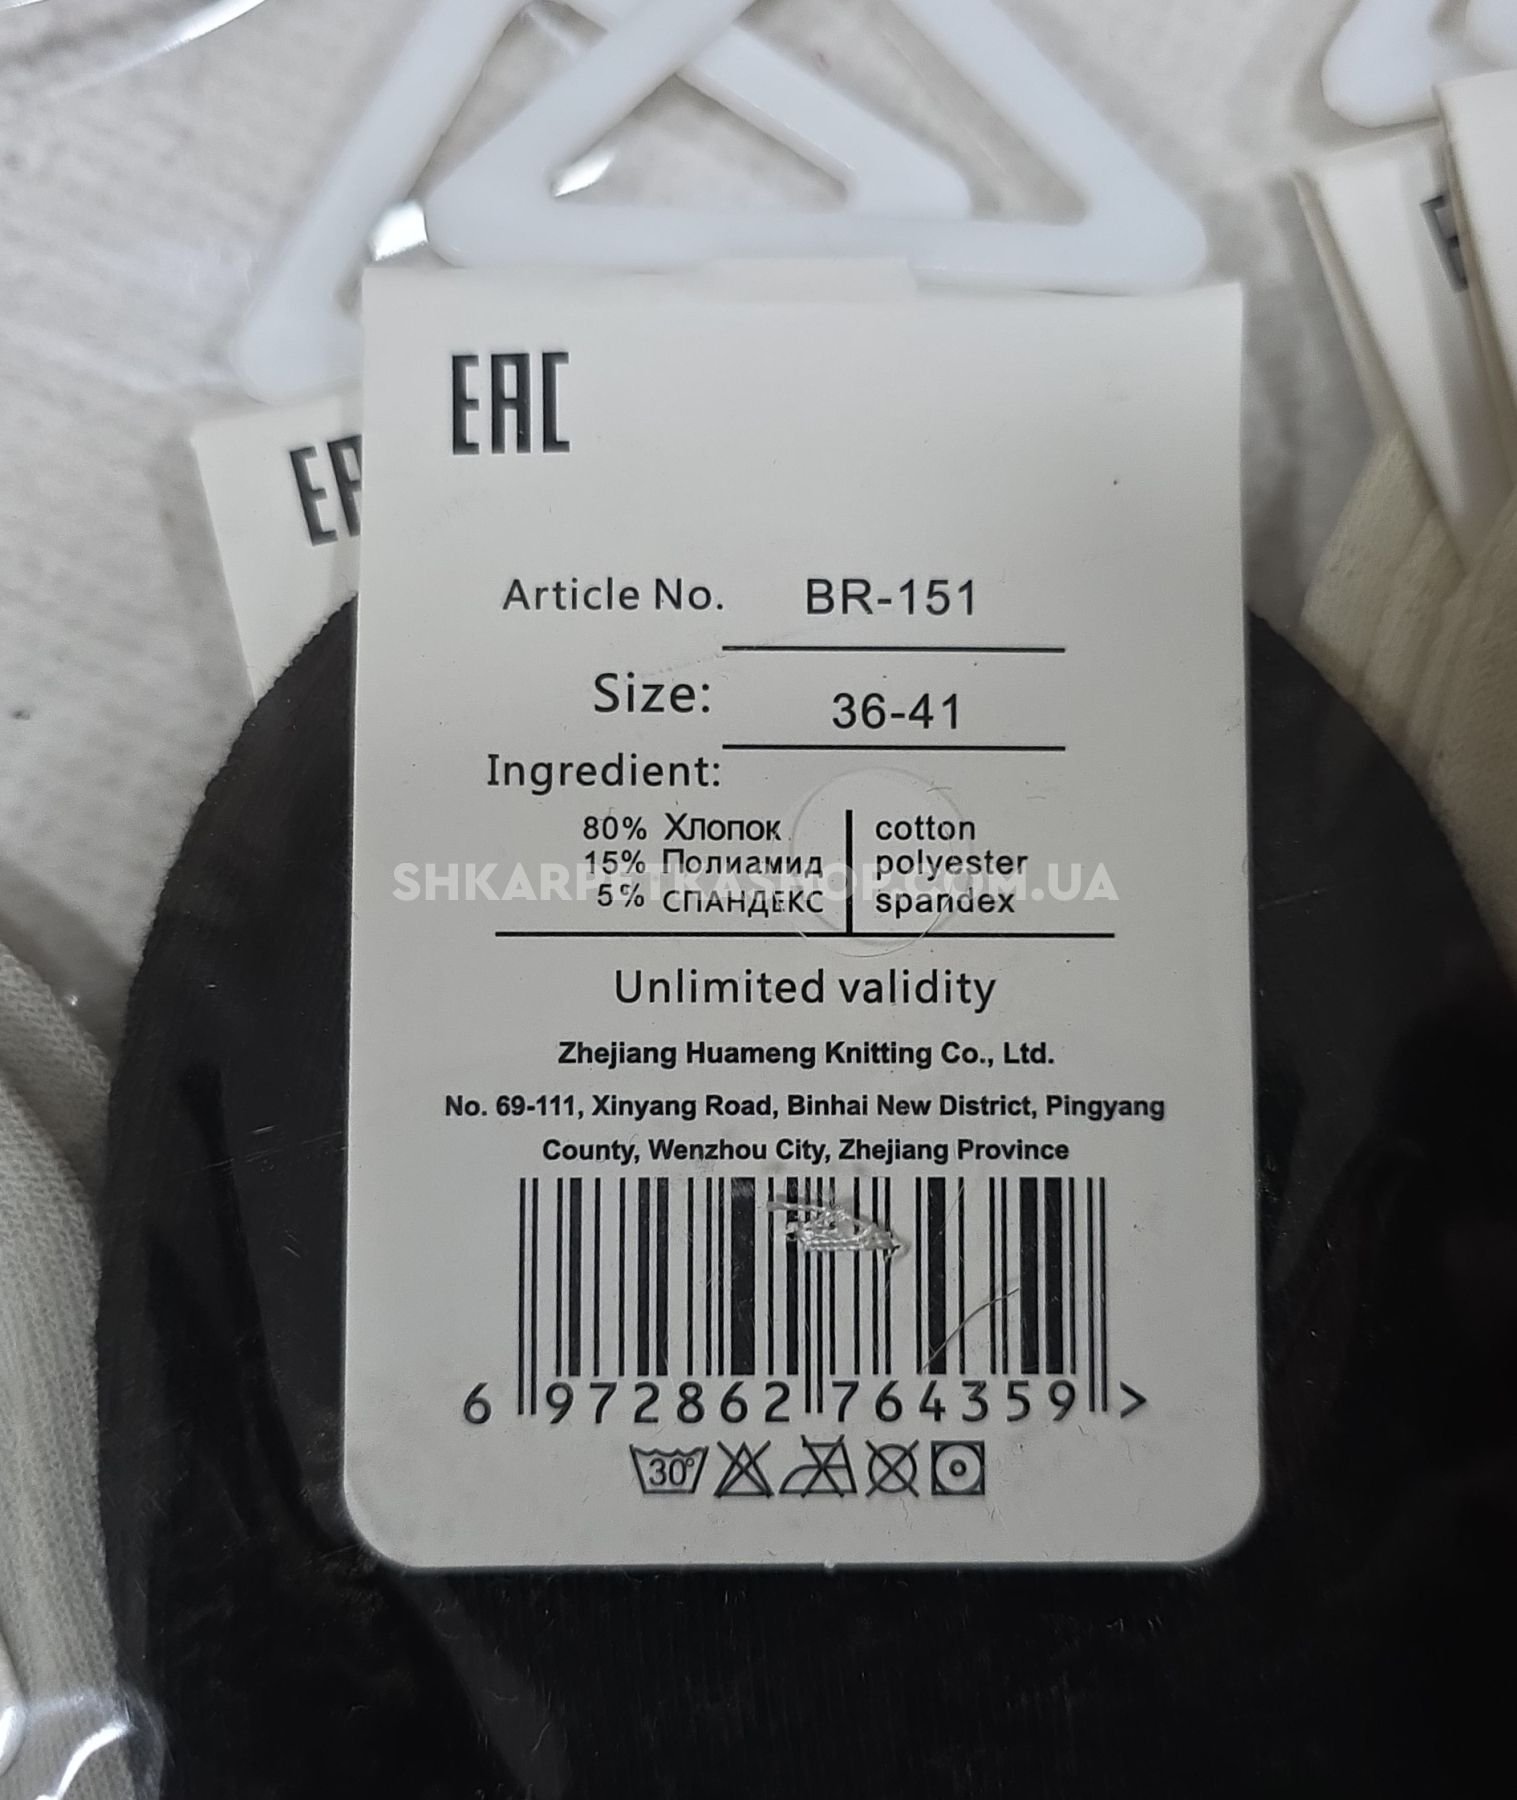 EAC
EA
E
Article No. BR-151
Size: 36-41
Ingredient:
80% Хлопок cotton
15% Полиамид polyester
5% СПАНДЕКС spandex
SHKARPETKASHOP.COM.UA
Unlimited validity
Zhejiang Huameng Knitting Co., Ltd.
No. 69-111, Xinyang Road, Binhai New District, Pingyang
County, Wenzhou City, Zhejiang Province
6 972862 764359 >
30°